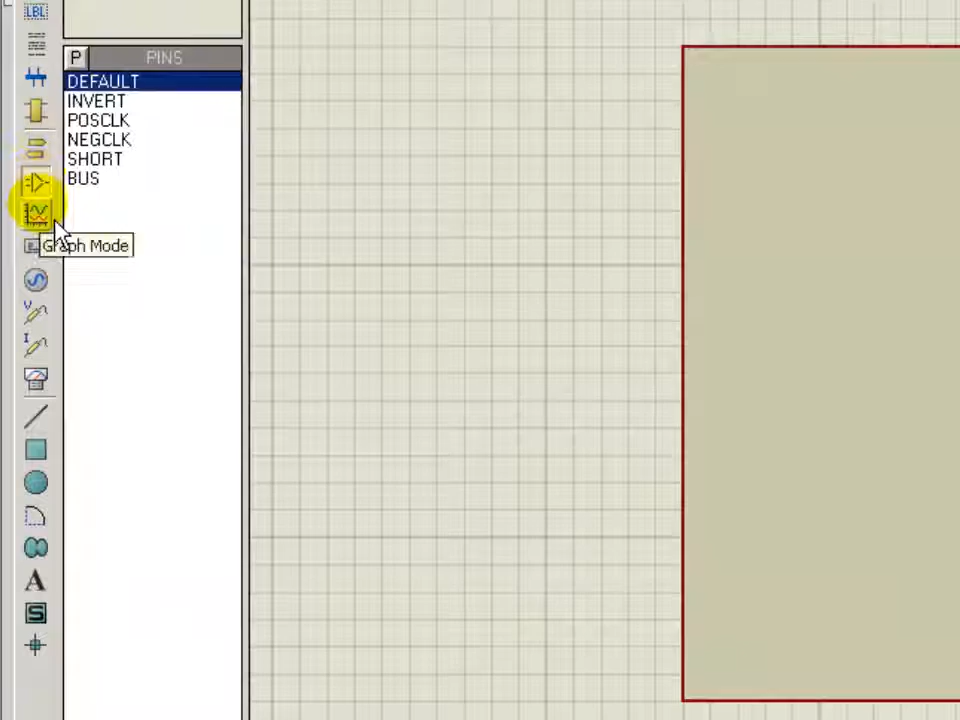 LBL
P PINS
DEFAULT
INVERT
POSCLK
NEGCLK
SHORT
BUS
Graph Mode
V
I
A
S